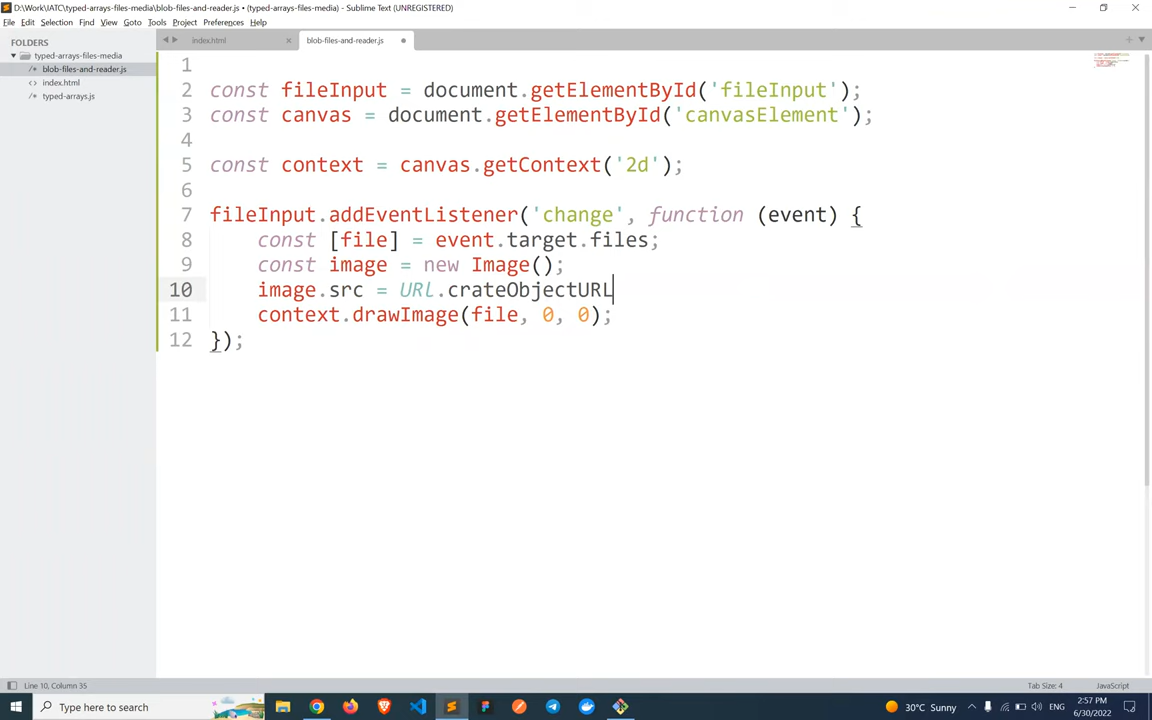 D:\Work\IATC\typed-arrays-files-media\blob-files-and-reader.js • (typed-arrays-files-media) - Sublime Text (UNREGISTERED)
File Edit Selection Find View Goto Tools Project Preferences Help
FOLDERS
typed-arrays-files-media
/* blob-files-and-reader.js
<> index.html
/* typed-arrays.js
index.html
blob-files-and-reader.js
1
2 const fileInput = document.getElementById('fileInput');
3 const canvas = document.getElementById('canvasElement');
4
5 const context = canvas.getContext('2d');
6
7 fileInput.addEventListener('change', function (event) {
8 const [file] = event.target.files;
9 const image = new Image();
10 image.src = URl.crateObjectURL
11 context.drawImage(file, 0, 0);
12 });
Line 10, Column 35
Tab Size: 4
JavaScript
Type here to search
30°C Sunny
ENG
2:57 PM
6/30/2022